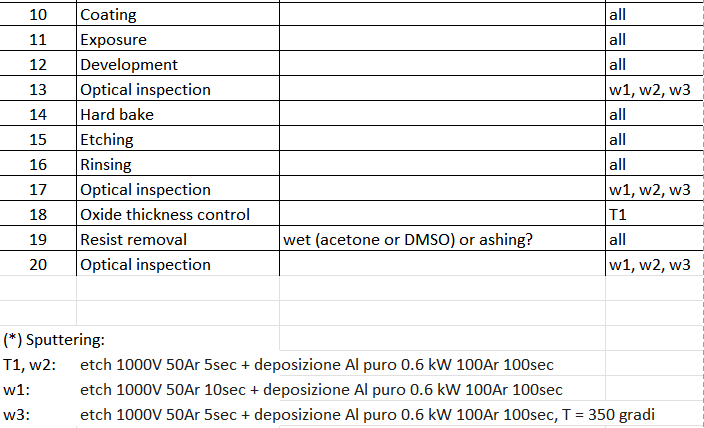 10 Coating all
11 Exposure all
12 Development all
13 Optical inspection w1, w2, w3
14 Hard bake all
15 Etching all
16 Rinsing all
17 Optical inspection w1, w2, w3
18 Oxide thickness control T1
19 Resist removal wet (acetone or DMSO) or ashing? all
20 Optical inspection w1, w2, w3
(*) Sputtering:
T1, w2: etch 1000V 50Ar 5sec + deposizione Al puro 0.6 kW 100Ar 100sec
w1: etch 1000V 50Ar 10sec + deposizione Al puro 0.6 kW 100Ar 100sec
w3: etch 1000V 50Ar 5sec + deposizione Al puro 0.6 kW 100Ar 100sec, T = 350 gradi